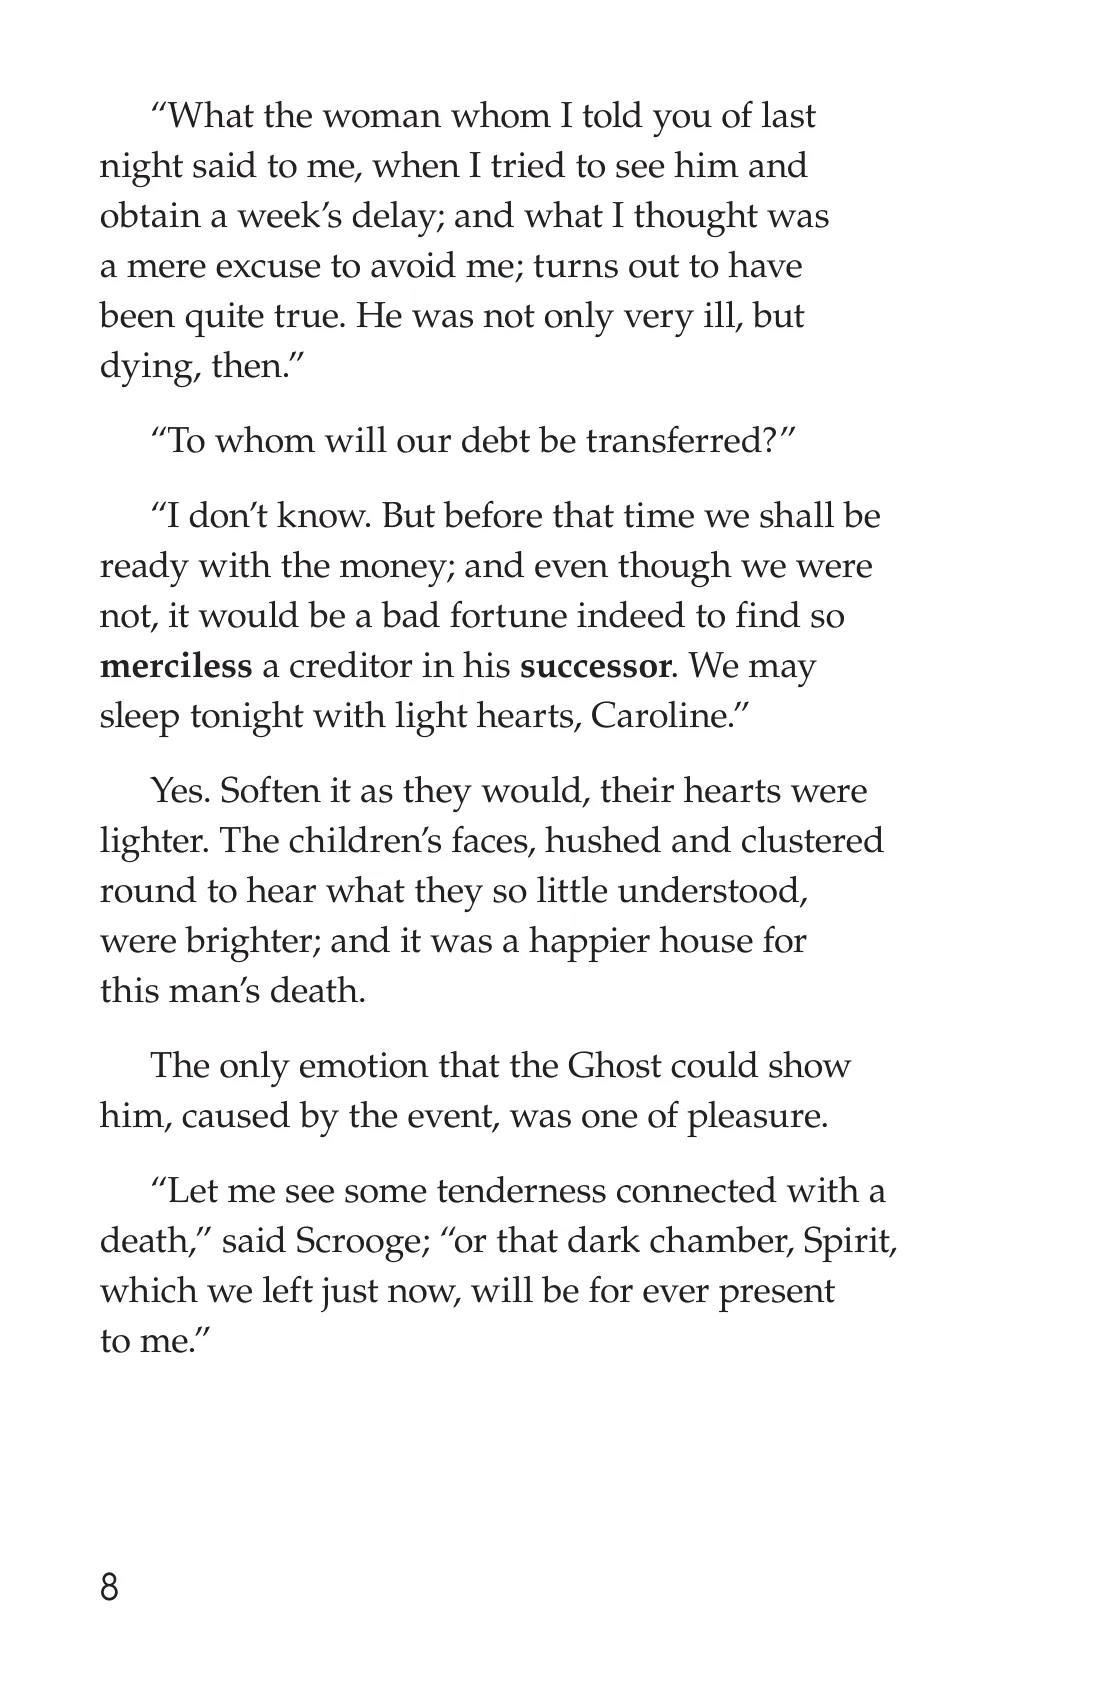 “What the woman whom I told you of last
night said to me, when I tried to see him and
obtain a week’s delay; and what I thought was
a mere excuse to avoid me; turns out to have
been quite true. He was not only very ill, but
dying, then.”
“To whom will our debt be transferred?”
“I don’t know. But before that time we shall be
ready with the money; and even though we were
not, it would be a bad fortune indeed to find so
merciless a creditor in his successor. We may
sleep tonight with light hearts, Caroline.”
Yes. Soften it as they would, their hearts were
lighter. The children’s faces, hushed and clustered
round to hear what they so little understood,
were brighter; and it was a happier house for
this man’s death.
The only emotion that the Ghost could show
him, caused by the event, was one of pleasure.
“Let me see some tenderness connected with a
death,” said Scrooge; “or that dark chamber, Spirit,
which we left just now, will be for ever present
to me.”
8